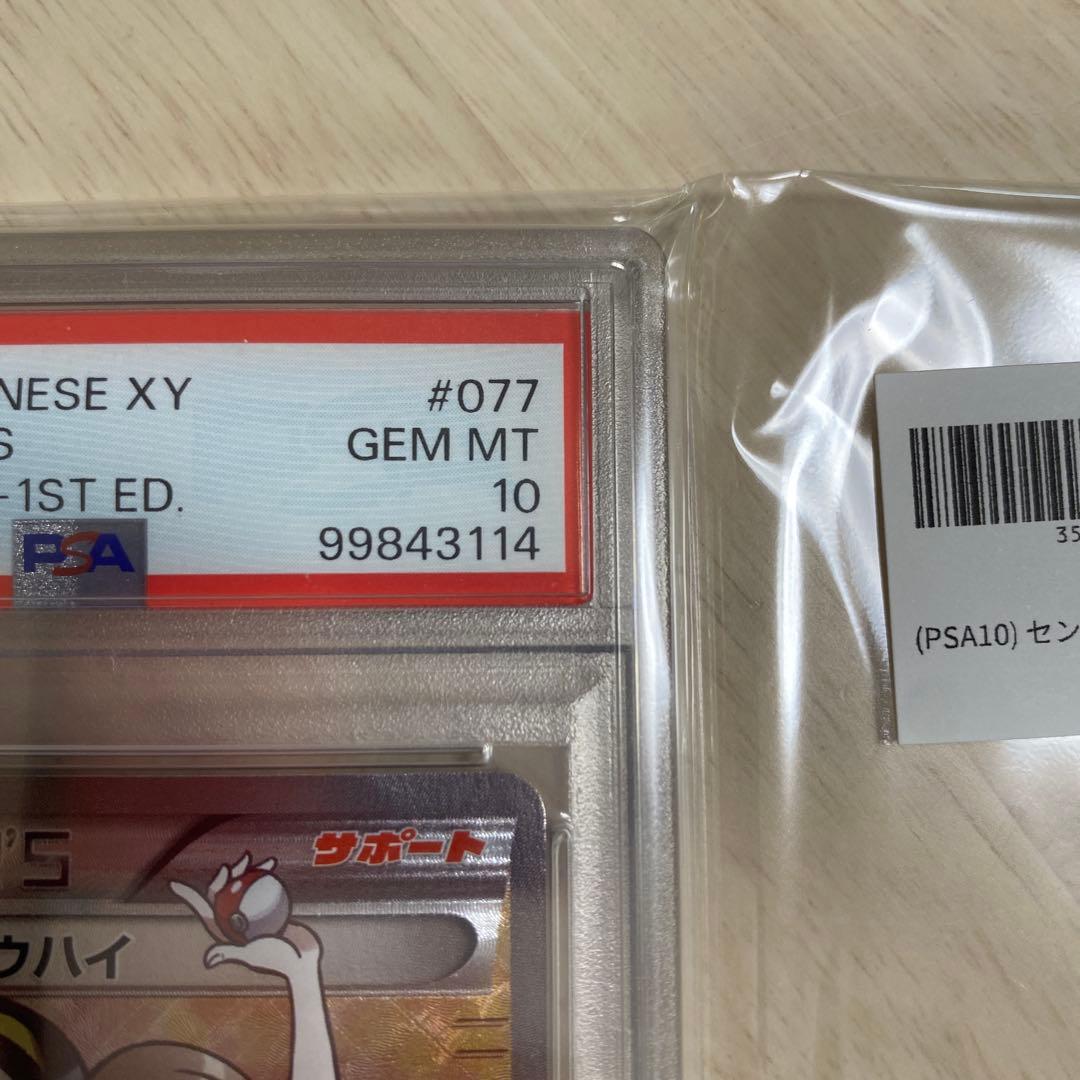 NESE XY #077
S GEM MT
-1ST ED. 10
PSA 99843114
35
(PSA10) セン
'S
サポート
ウハイ